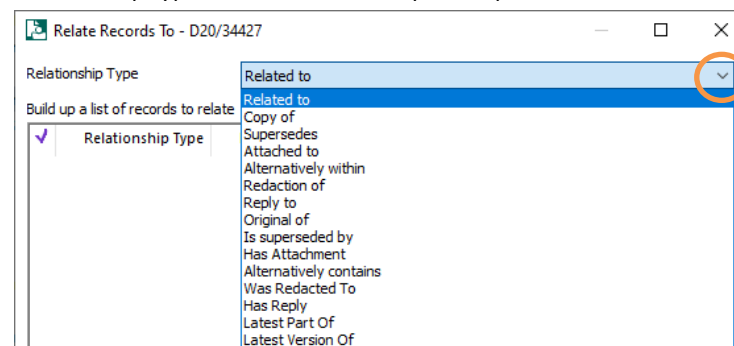 Relate Records To - D20/34427
Relationship Type
Related to
Build up a list of records to relate
Relationship Type
Related to
Copy of
Supersedes
Attached to
Alternatively within
Redaction of
Reply to
Original of
Is superseded by
Has Attachment
Alternatively contains
Was Redacted To
Has Reply
Latest Part Of
Latest Version Of